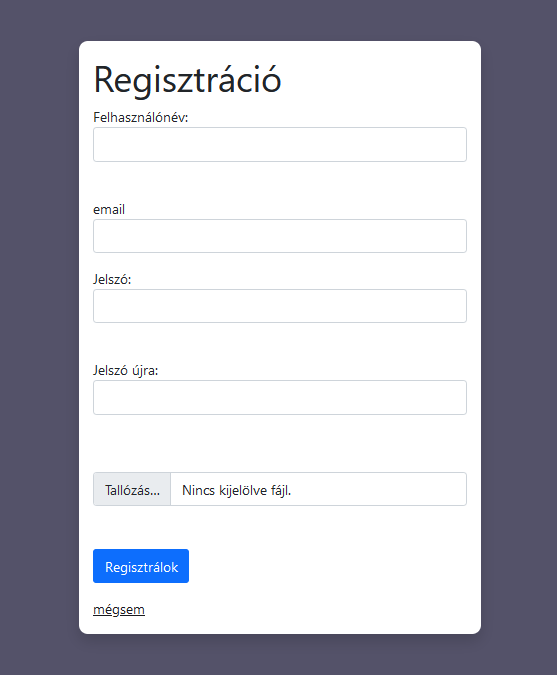 Regisztráció
Felhasználónév:
email
Jelszó:
Jelszó újra:
Tallózás... Nincs kijelölve fájl.
Regisztrálok
mégsem